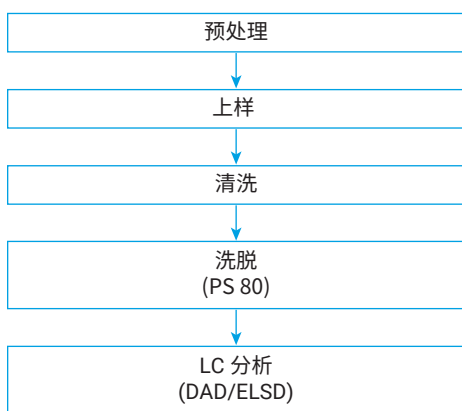 预处理
上样
清洗
洗脱
(PS 80)
LC 分析
(DAD/ELSD)